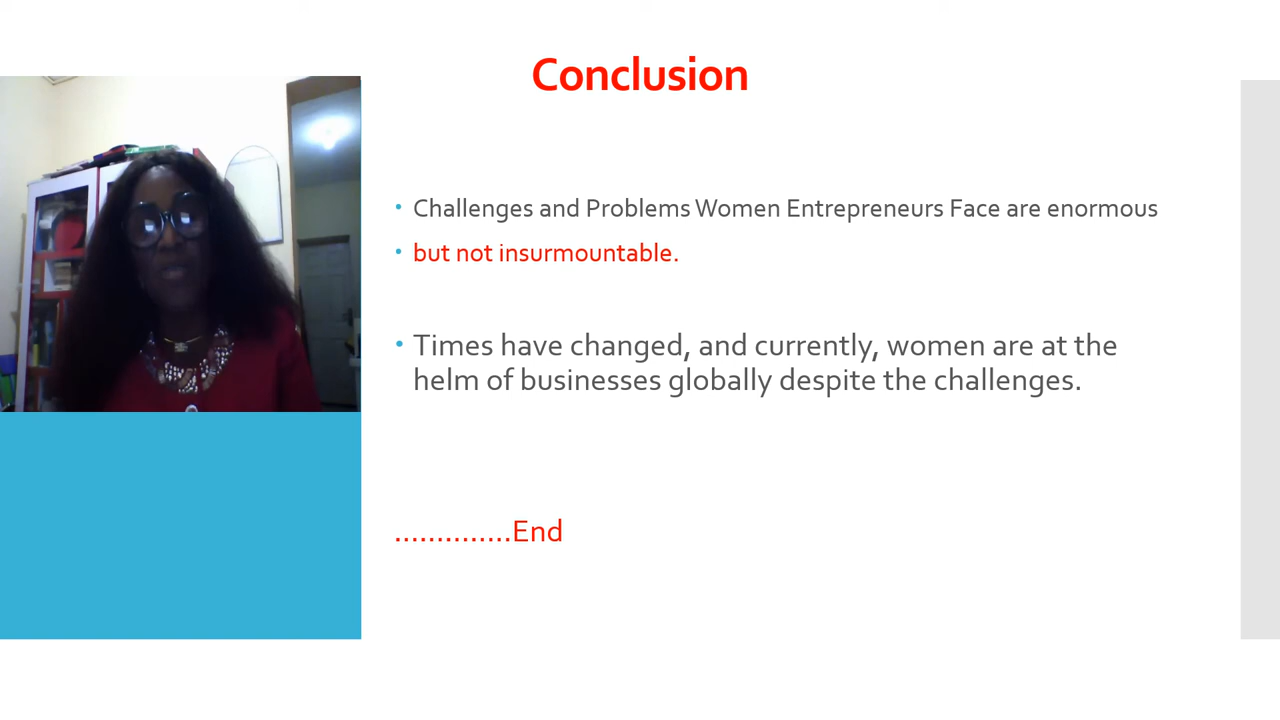 Conclusion
• Challenges and Problems Women Entrepreneurs Face are enormous
• but not insurmountable.
• Times have changed, and currently, women are at the
helm of businesses globally despite the challenges.
..............End